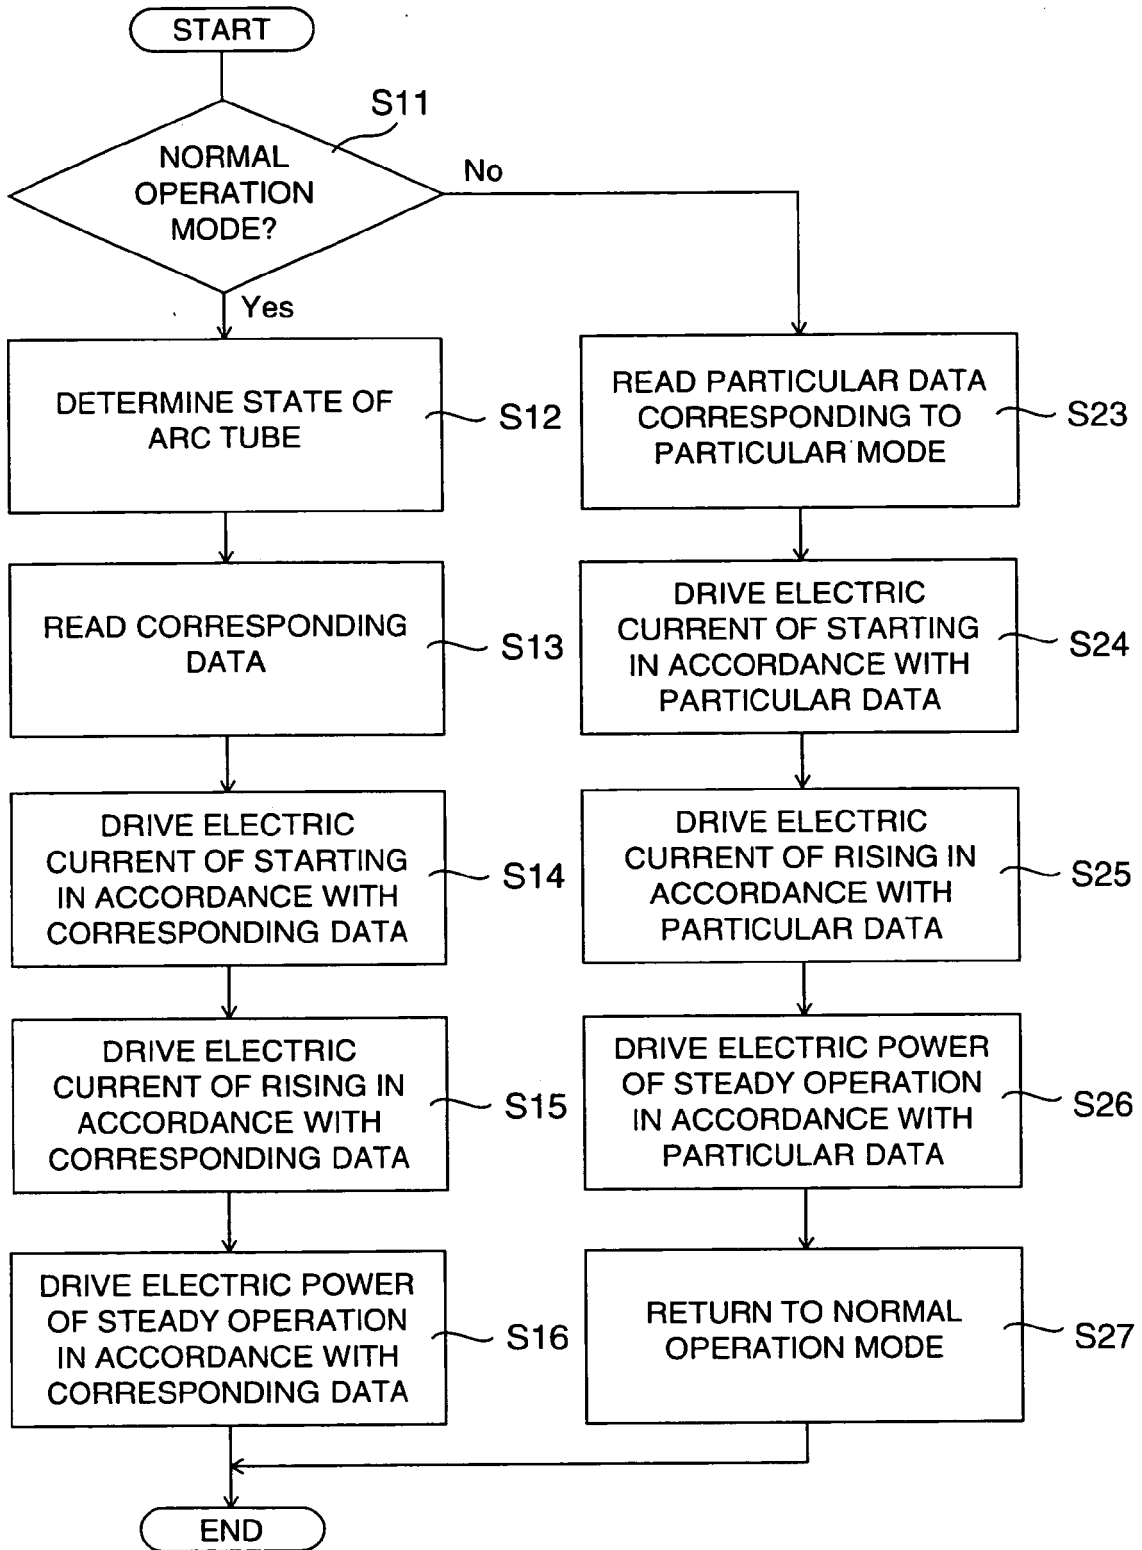 START
S11
NORMAL
OPERATION
MODE?
No
Yes
DETERMINE STATE OF
ARC TUBE
S12
READ CORRESPONDING
DATA
S13
DRIVE ELECTRIC
CURRENT OF STARTING
IN ACCORDANCE WITH
CORRESPONDING DATA
S14
DRIVE ELECTRIC
CURRENT OF RISING IN
ACCORDANCE WITH
CORRESPONDING DATA
S15
DRIVE ELECTRIC POWER
OF STEADY OPERATION
IN ACCORDANCE WITH
CORRESPONDING DATA
S16
READ PARTICULAR DATA
CORRESPONDING TO
PARTICULAR MODE
S23
DRIVE ELECTRIC
CURRENT OF STARTING
IN ACCORDANCE WITH
PARTICULAR DATA
S24
DRIVE ELECTRIC
CURRENT OF RISING IN
ACCORDANCE WITH
PARTICULAR DATA
S25
DRIVE ELECTRIC POWER
OF STEADY OPERATION
IN ACCORDANCE WITH
PARTICULAR DATA
S26
RETURN TO NORMAL
OPERATION MODE
S27
END